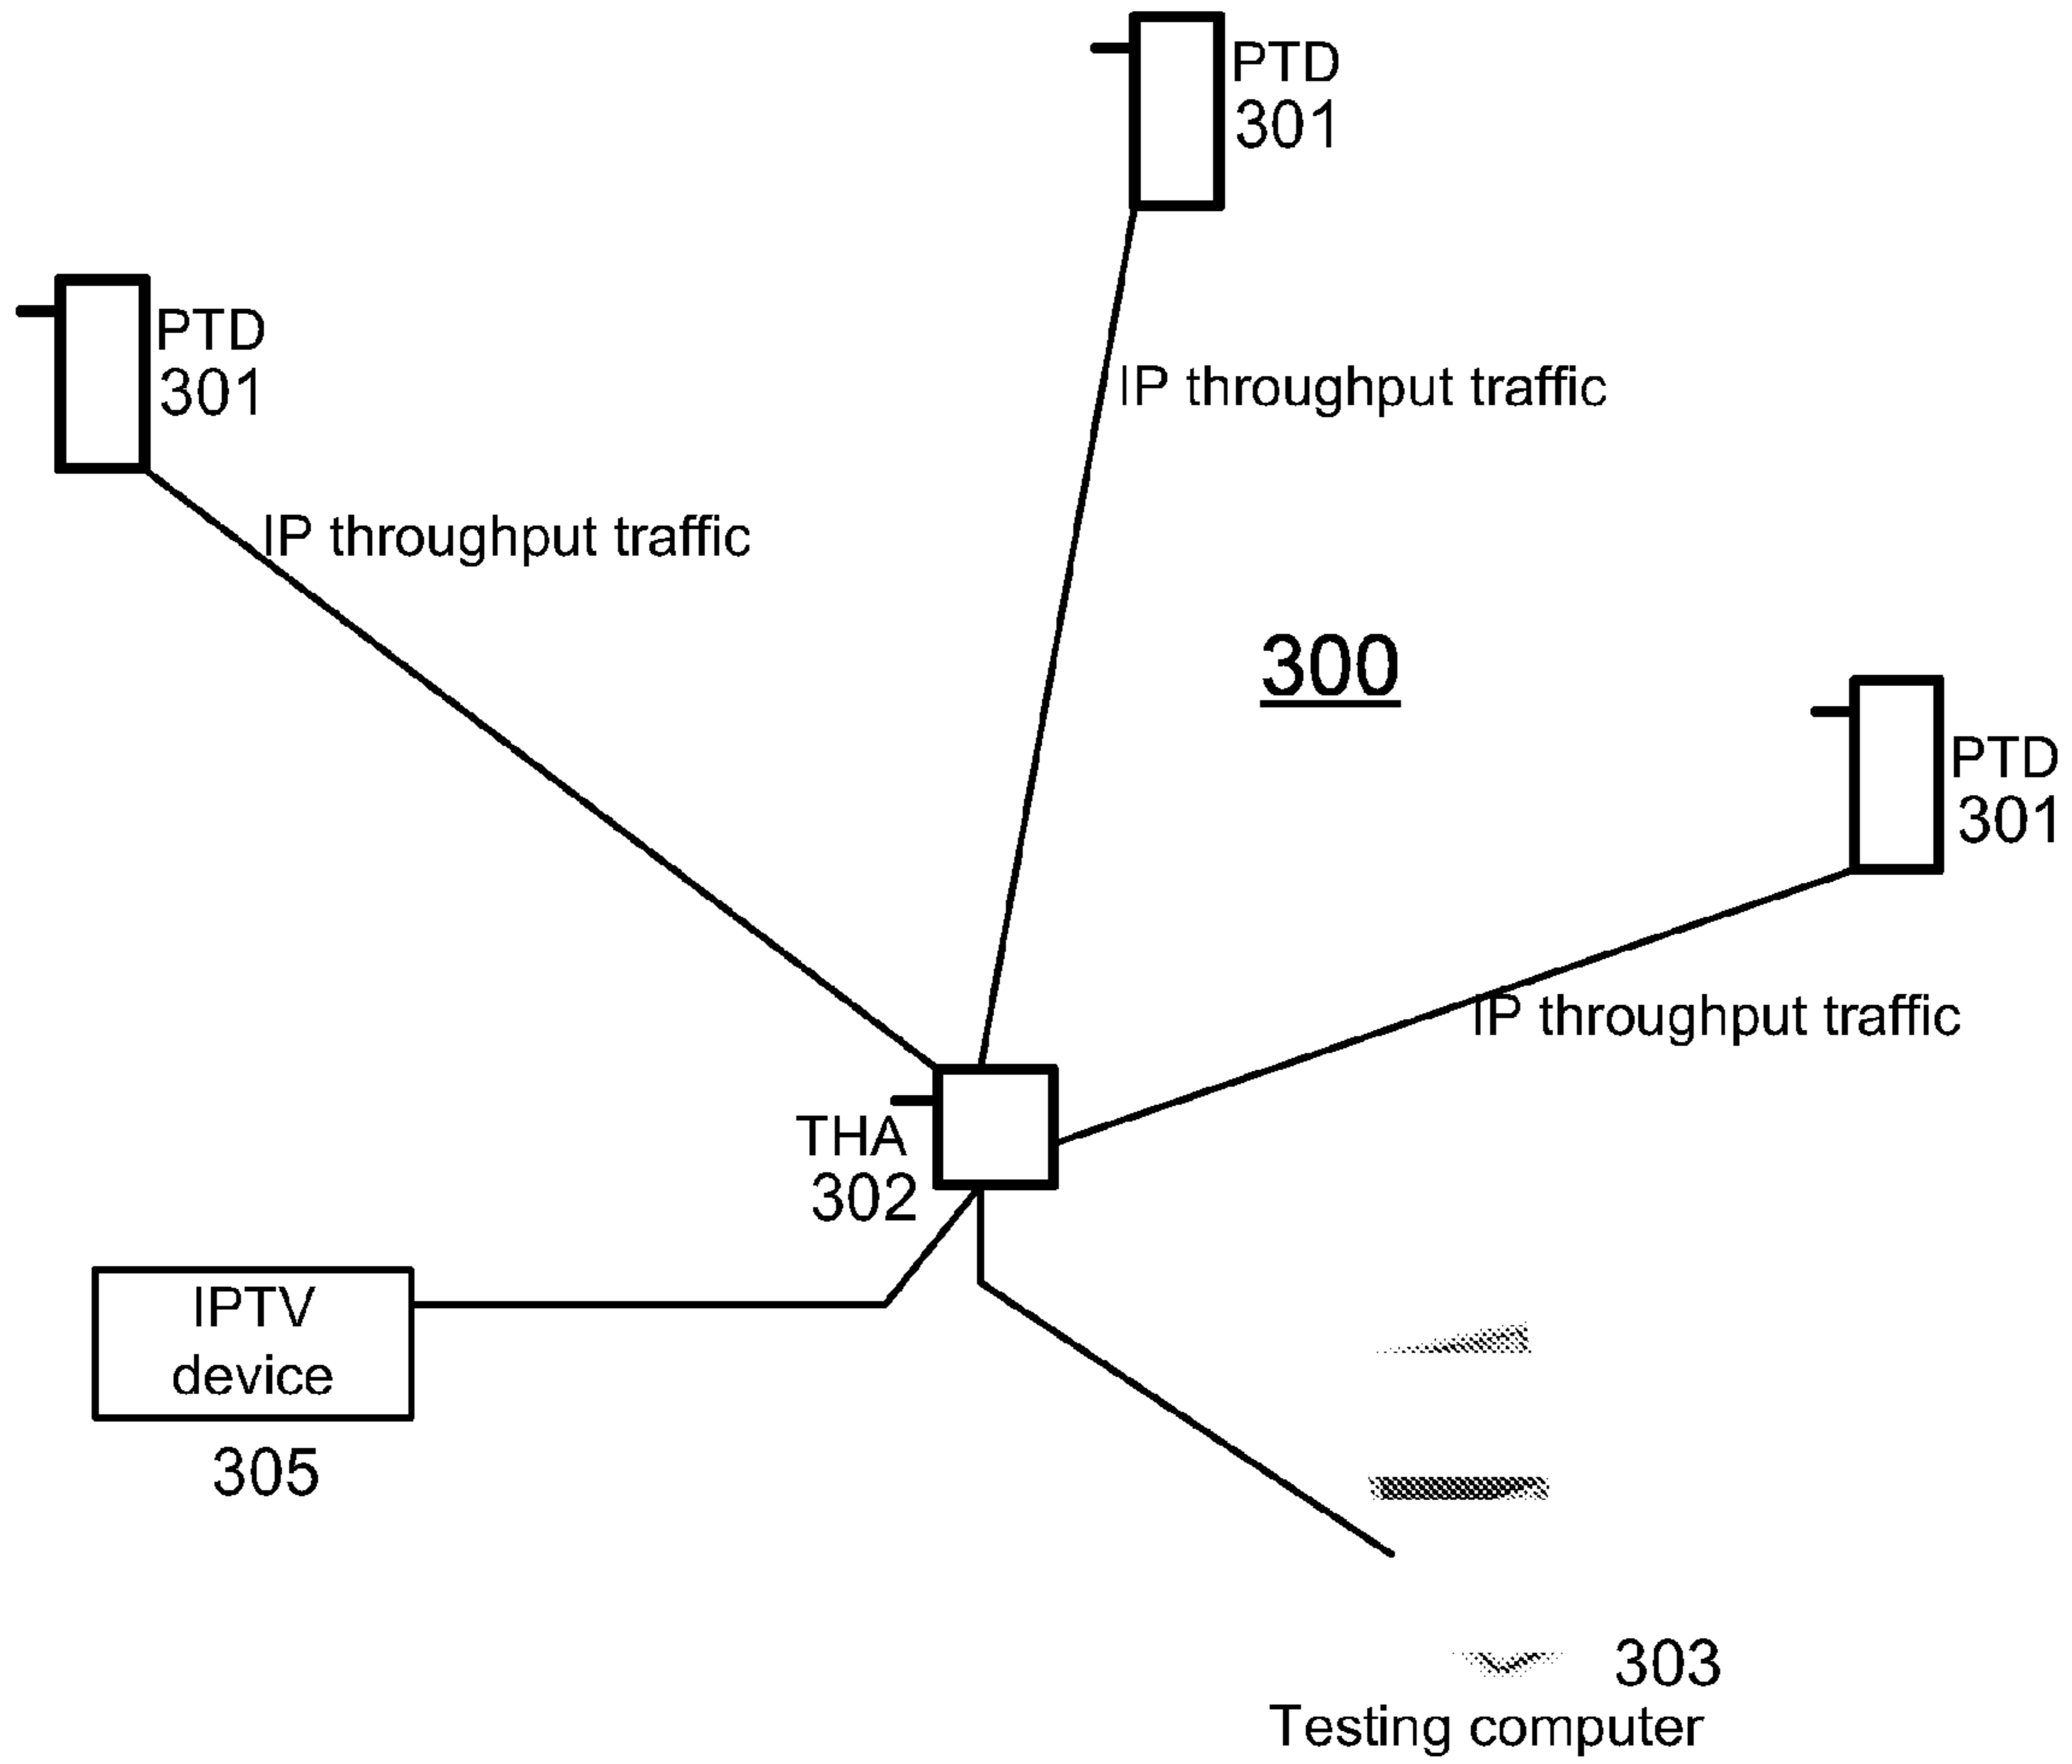 PTD
301
PTD
301
IP throughput traffic
IP throughput traffic
300
PTD
301
IP throughput traffic
THA
302
IPTV
device
305
303
Testing computer